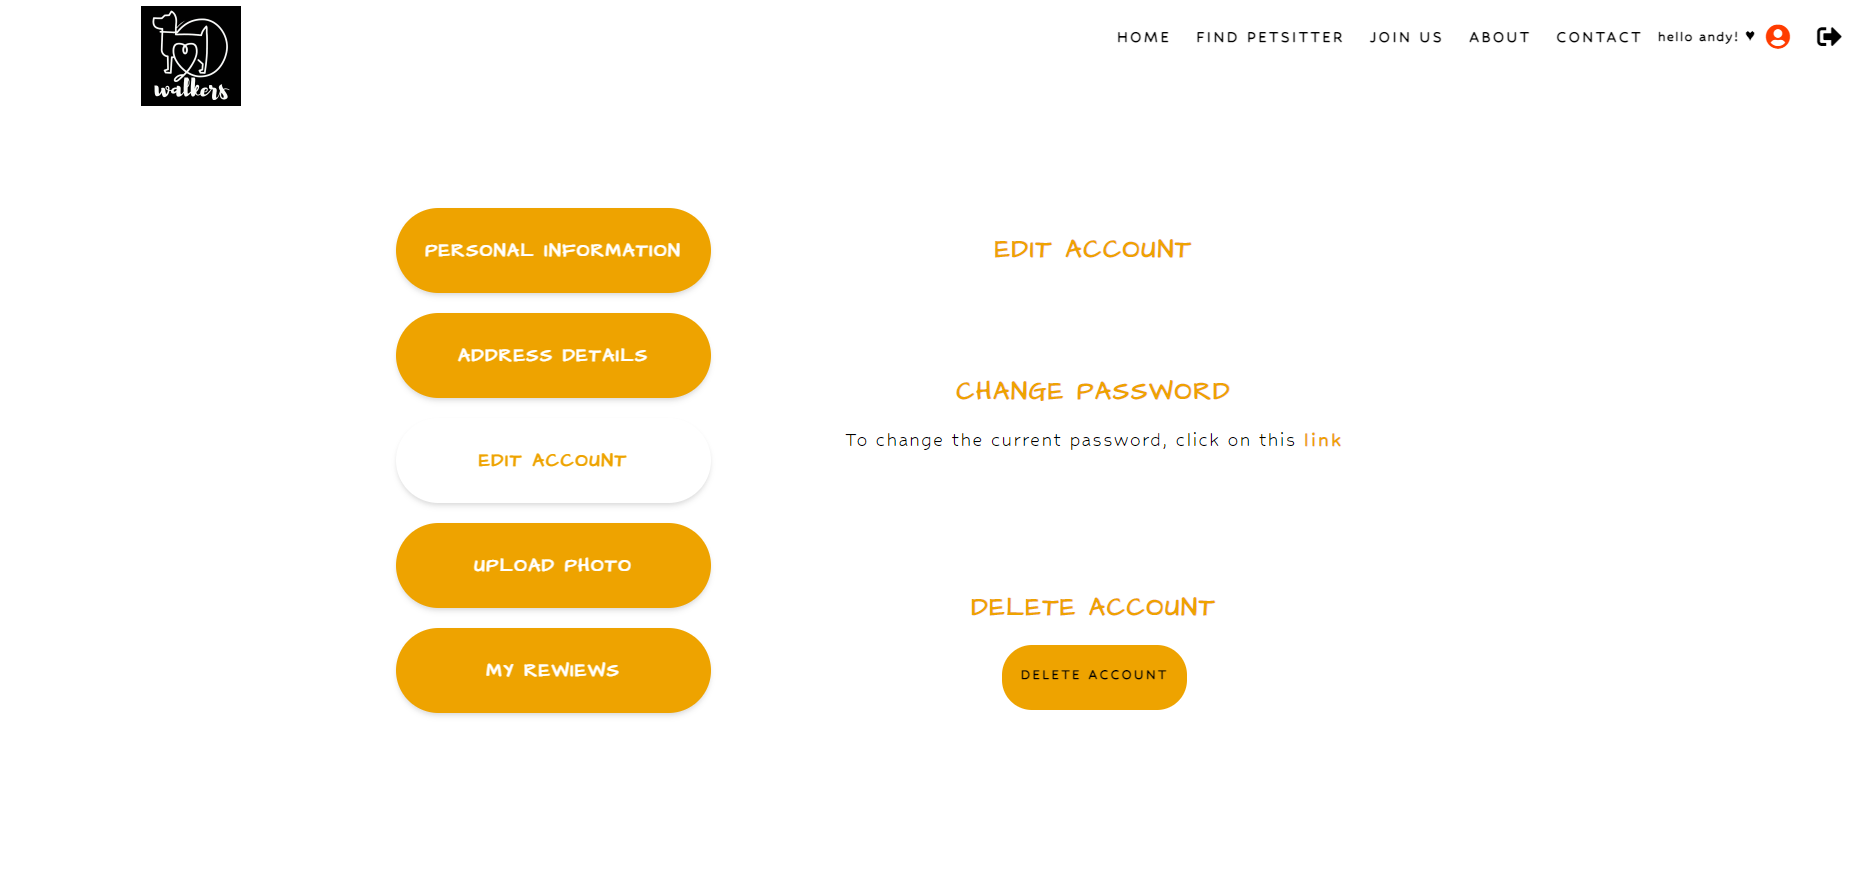 walkers
HOME FIND PETSITTER JOIN US ABOUT CONTACT hello andy! ♥
PERSONAL INFORMATION
ADDRESS DETAILS
EDIT ACCOUNT
UPLOAD PHOTO
MY REWIEWS
EDIT ACCOUNT
CHANGE PASSWORD
To change the current password, click on this link
DELETE ACCOUNT
DELETE ACCOUNT